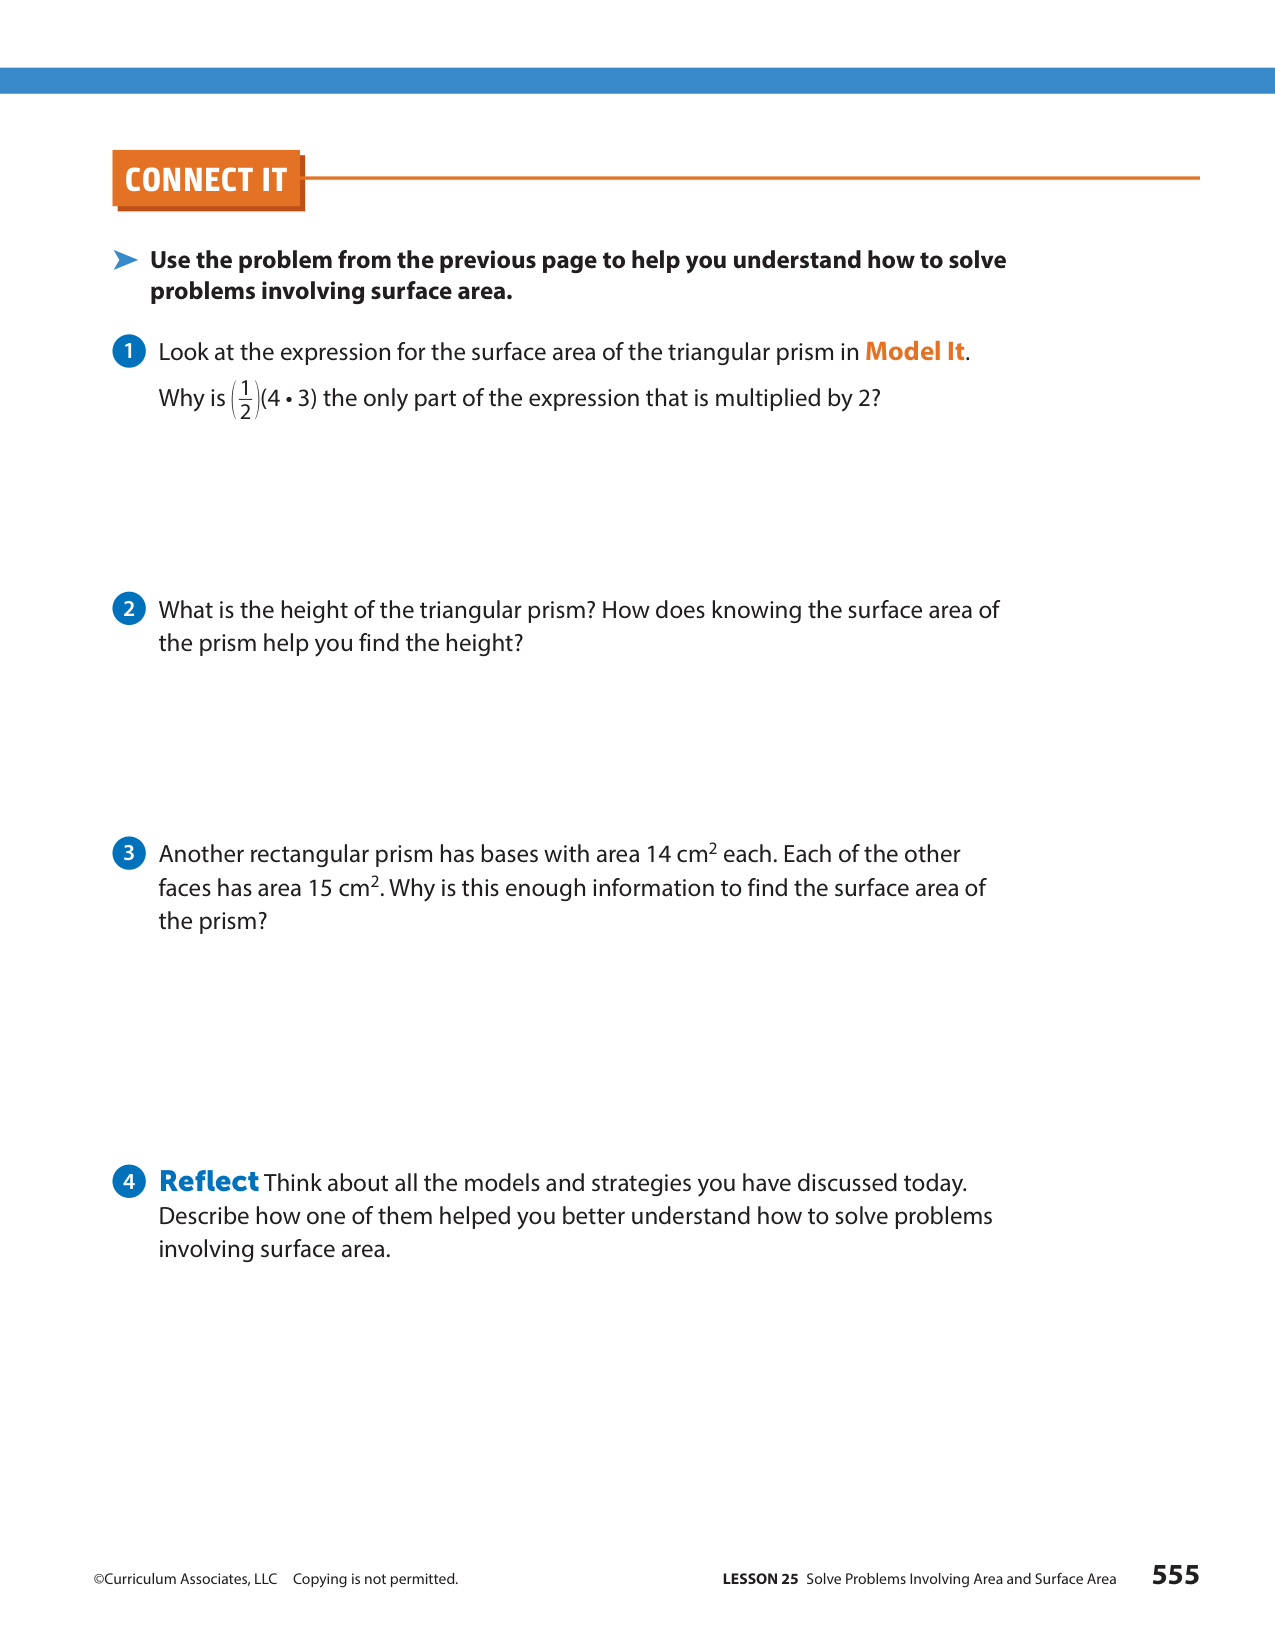 CONNECT IT
➤ Use the problem from the previous page to help you understand how to solve
problems involving surface area.
1 Look at the expression for the surface area of the triangular prism in Model It.
Why is (1/2)(4 • 3) the only part of the expression that is multiplied by 2?
2 What is the height of the triangular prism? How does knowing the surface area of
the prism help you find the height?
3 Another rectangular prism has bases with area 14 cm² each. Each of the other
faces has area 15 cm². Why is this enough information to find the surface area of
the prism?
4 Reflect Think about all the models and strategies you have discussed today.
Describe how one of them helped you better understand how to solve problems
involving surface area.
©Curriculum Associates, LLC Copying is not permitted.
LESSON 25 Solve Problems Involving Area and Surface Area 555